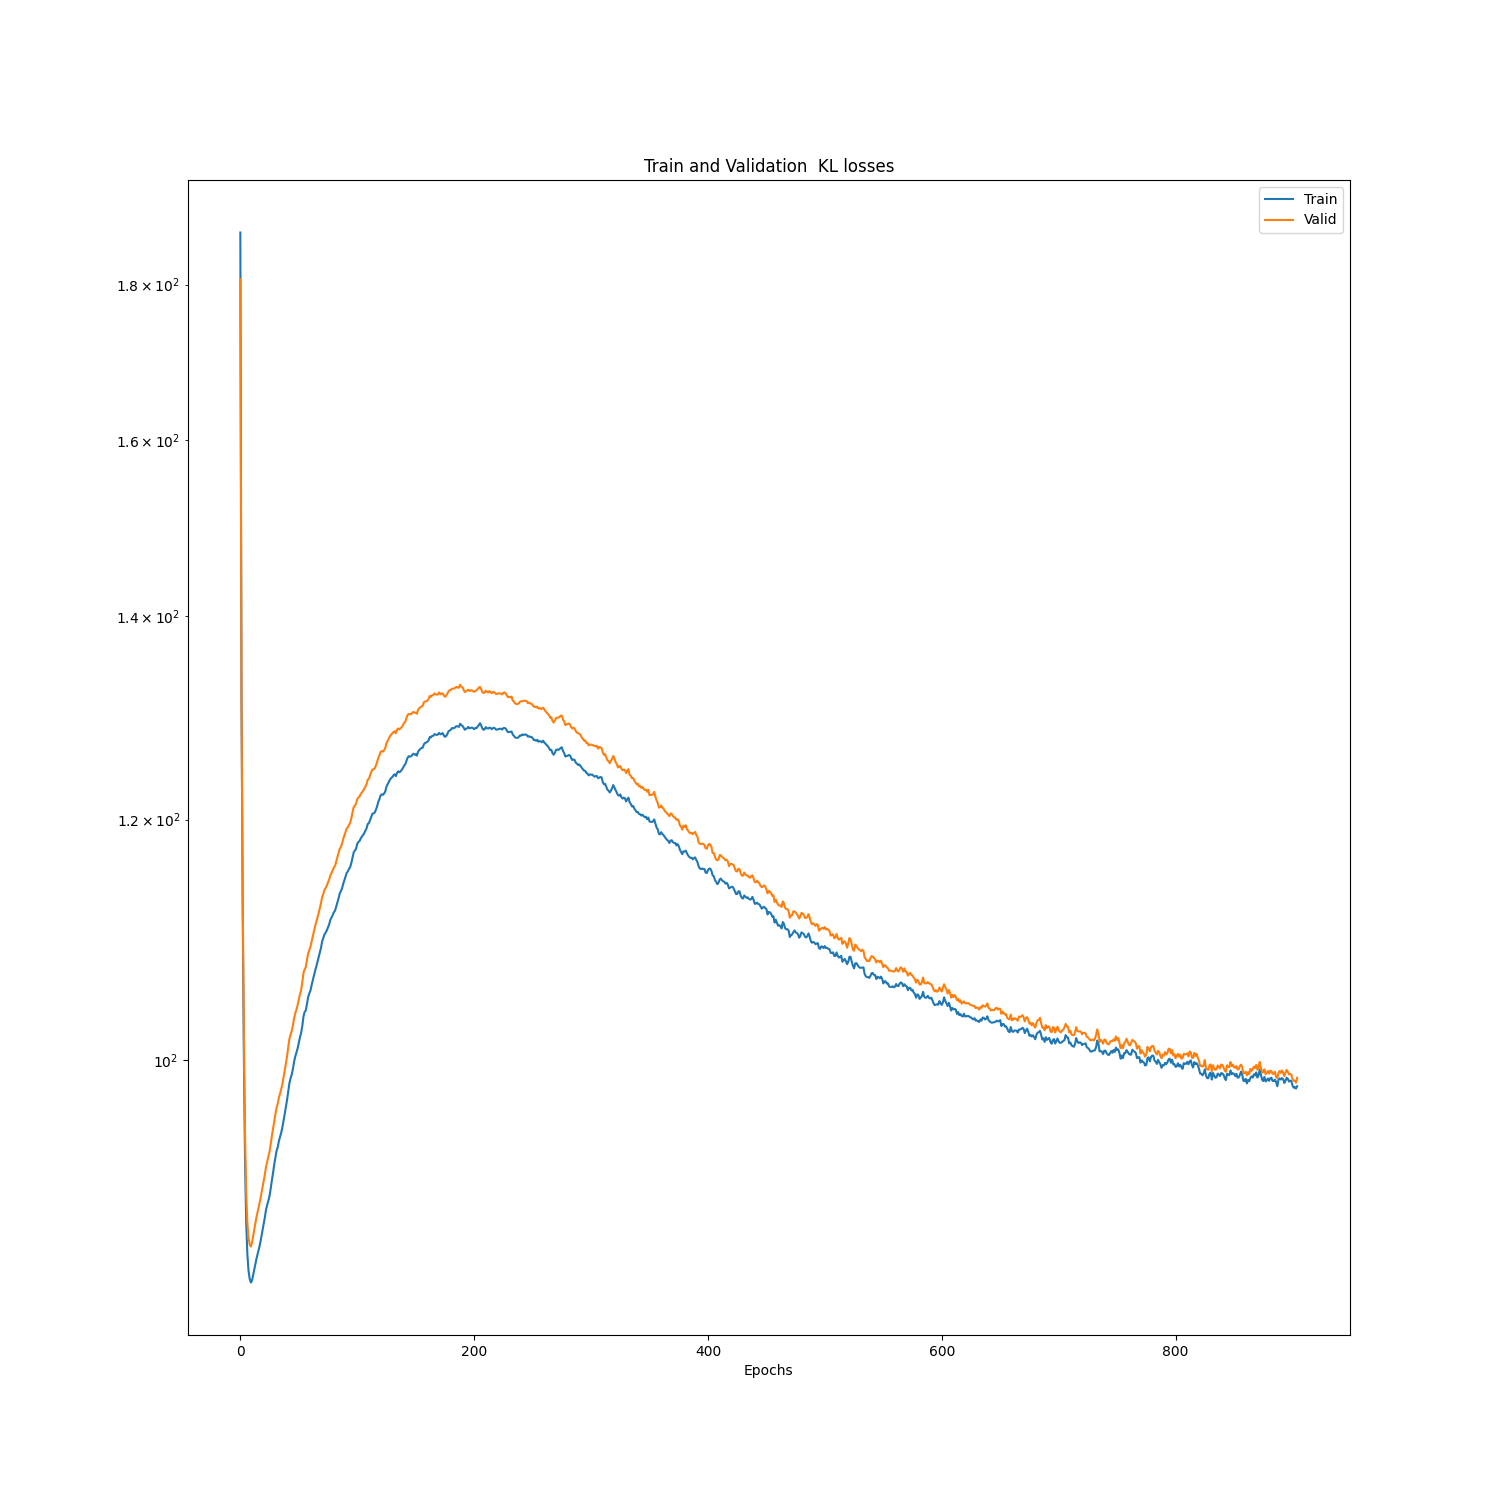 Train and Validation  KL losses
Train
Valid
1.8 × 10²
1.6 × 10²
1.4 × 10²
1.2 × 10²
10²
0 200 400 600 800
Epochs